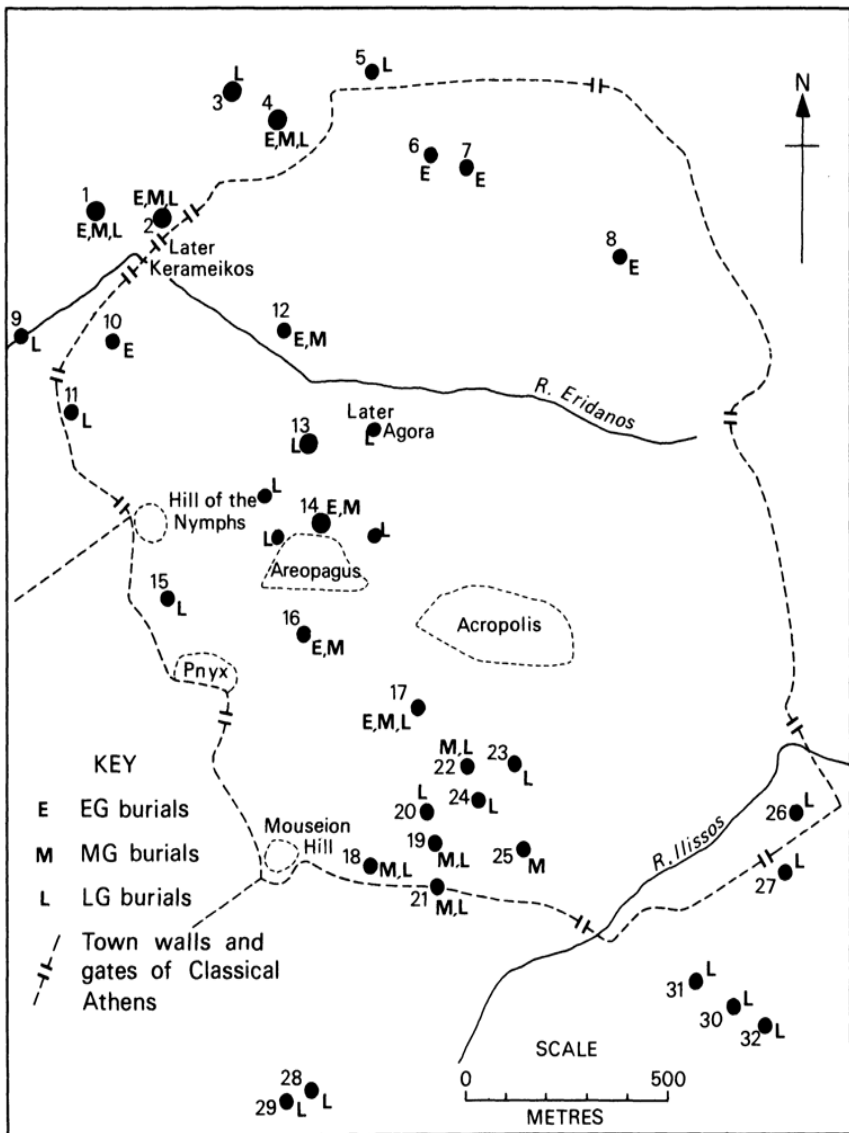 5 L
L
3
4
E,M,L
N
6
E
7
E
1
E,M,L
E,M,L
2
Later
Kerameikos
8
E
9
L
10
E
12
E,M
R. Eridanos
11
L
13
L
Later
Agora
L
L
Hill of the
Nymphs
14 E,M
L
L
Areopagus
15
L
16
E,M
Acropolis
Pnyx
17
E,M,L
KEY
E EG burials
M MG burials
L LG burials
Town walls and
gates of Classical
Athens
M,L
22
23
L
L
20
24
L
19
M,L
25
M
Mouseion
Hill
18
M,L
21
M,L
R. Ilissos
26
L
27
L
31
L
30
L
32
L
28
L
29
L
SCALE
0 500
METRES